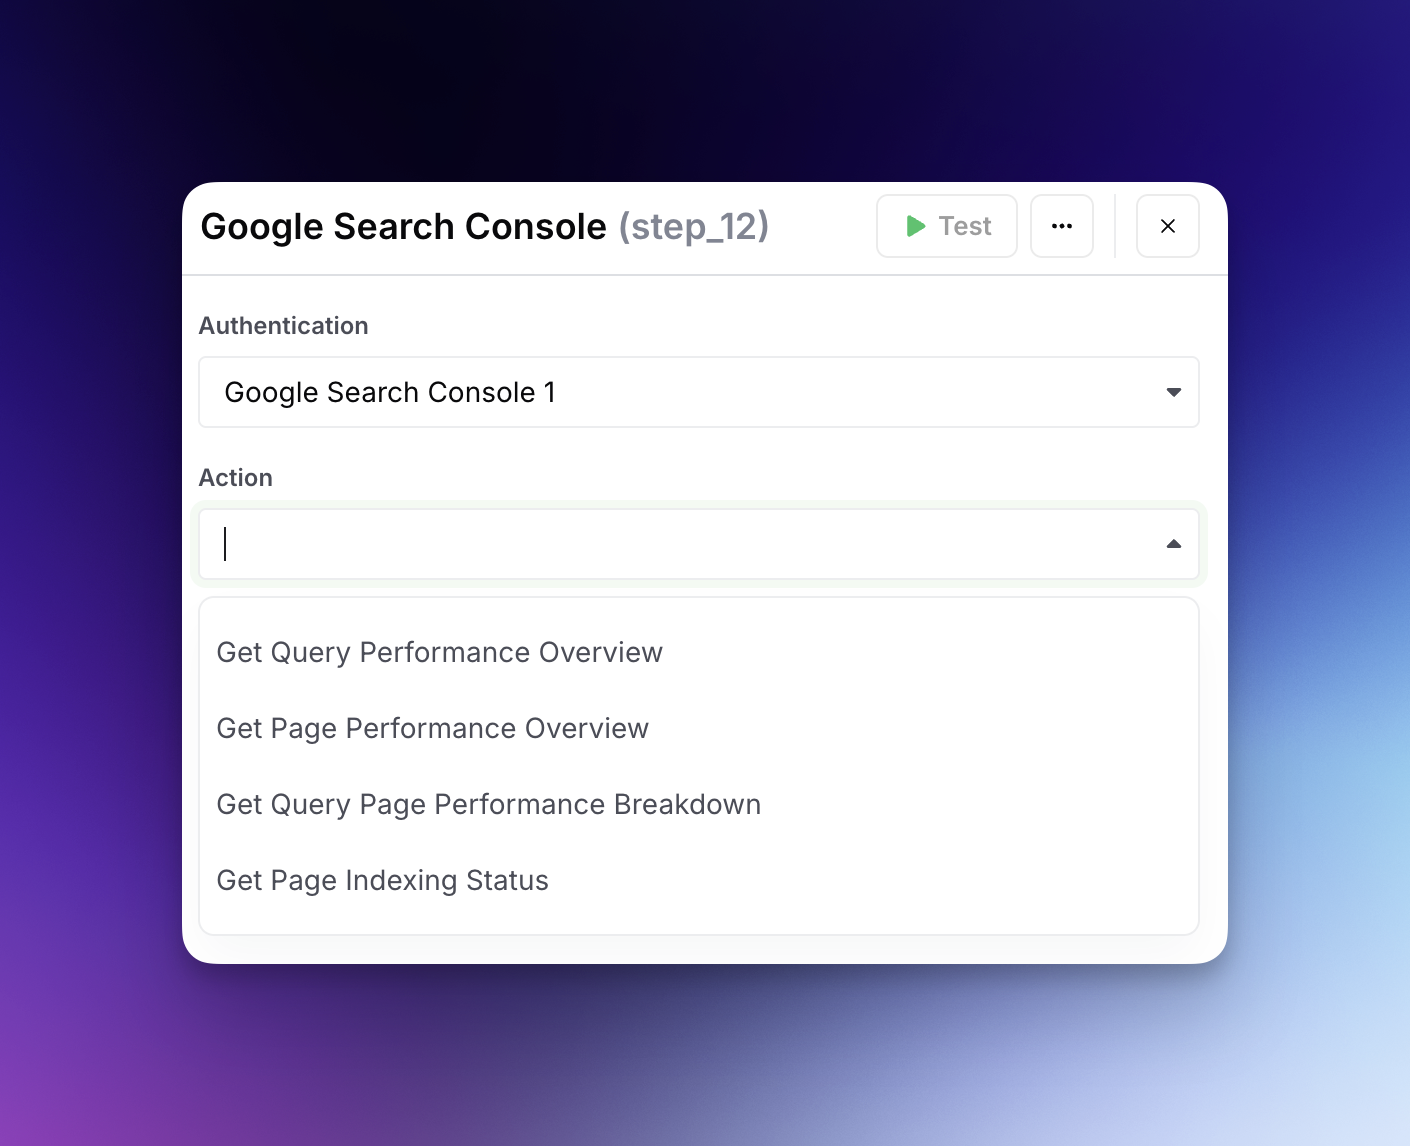 Google Search Console (step_12)
Test
Authentication
Google Search Console 1
Action
Get Query Performance Overview
Get Page Performance Overview
Get Query Page Performance Breakdown
Get Page Indexing Status